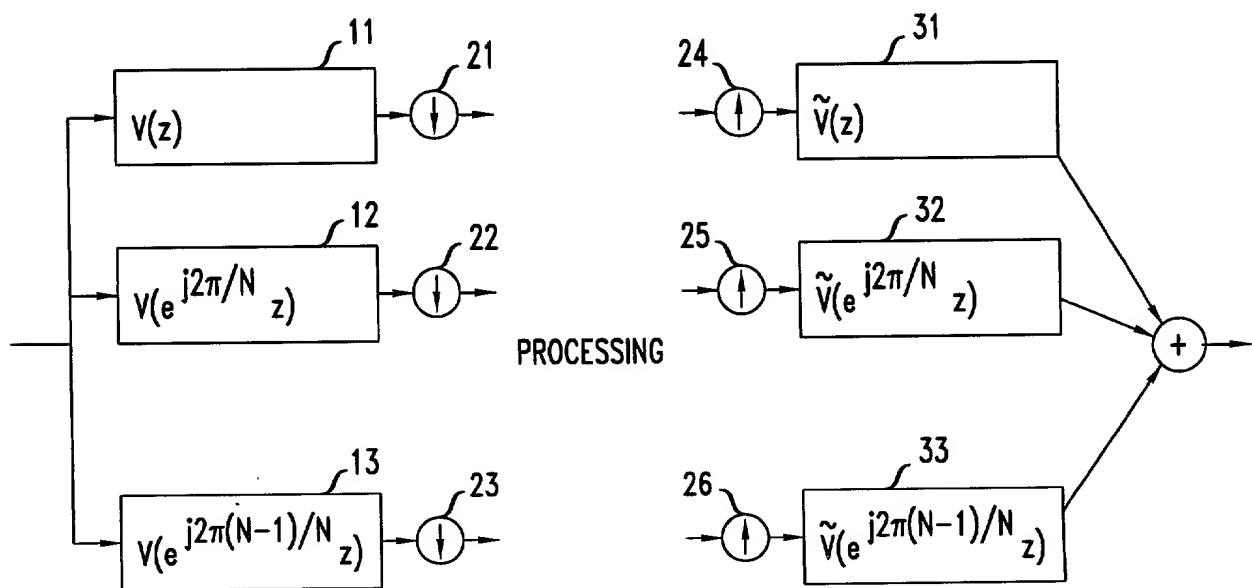 11
21
24
31
V(z)
Ṽ(z)
12
22
25
32
V(e^{j2π/N} z)
Ṽ(e^{j2π/N} z)
PROCESSING
+
13
23
26
33
V(e^{j2π(N-1)/N} z)
Ṽ(e^{j2π(N-1)/N} z)